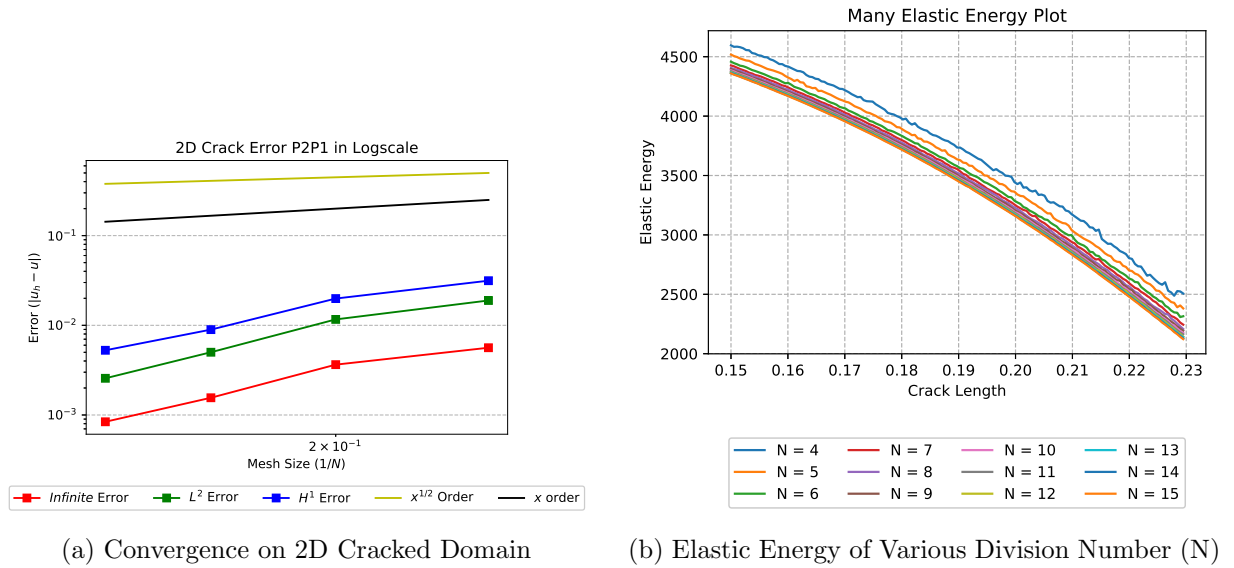 2D Crack Error P2P1 in Logscale
Error (|u_h − u|)
10⁻¹
10⁻²
10⁻³
2 × 10⁻¹
Mesh Size (1/N)
Infinite Error
L² Error
H¹ Error
x^{1/2} Order
x order
(a) Convergence on 2D Cracked Domain
Many Elastic Energy Plot
Elastic Energy
4500
4000
3500
3000
2500
2000
0.15 0.16 0.17 0.18 0.19 0.20 0.21 0.22 0.23
Crack Length
N = 4 N = 7 N = 10 N = 13
N = 5 N = 8 N = 11 N = 14
N = 6 N = 9 N = 12 N = 15
(b) Elastic Energy of Various Division Number (N)